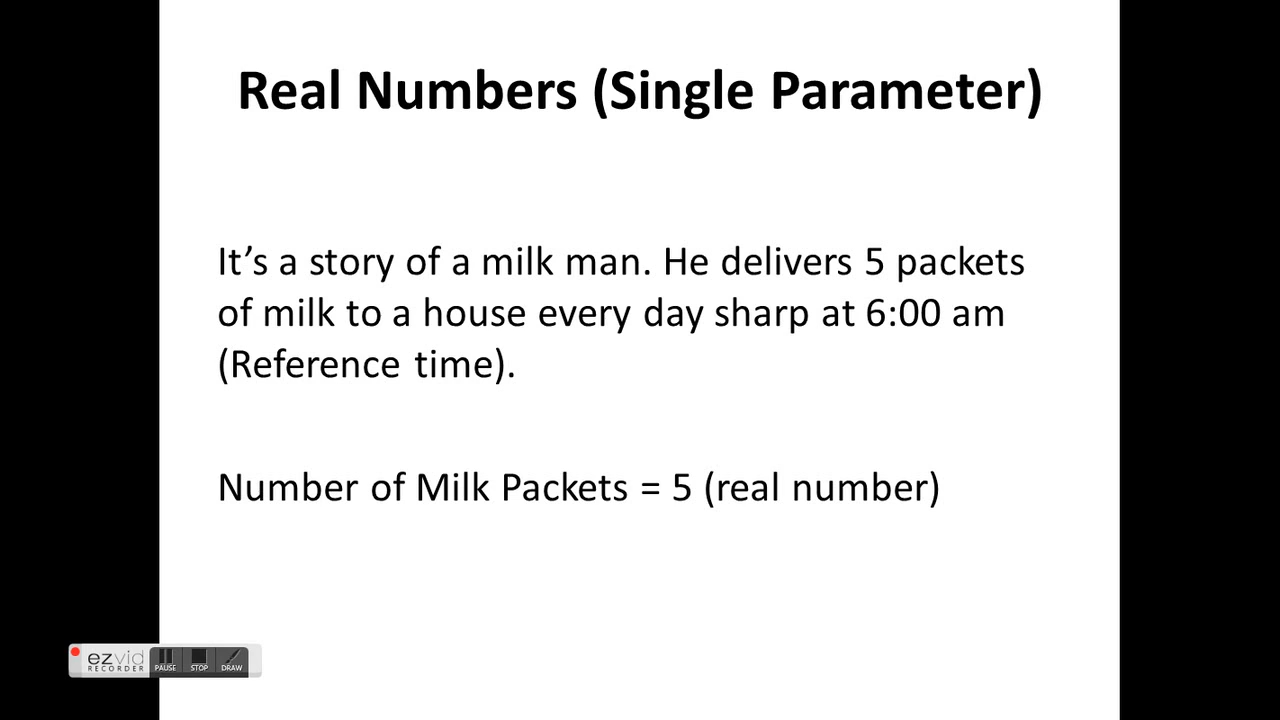 Real Numbers (Single Parameter)
It’s a story of a milk man. He delivers 5 packets
of milk to a house every day sharp at 6:00 am
(Reference time).
Number of Milk Packets = 5 (real number)
ezvid
RECORDER
PAUSE STOP DRAW